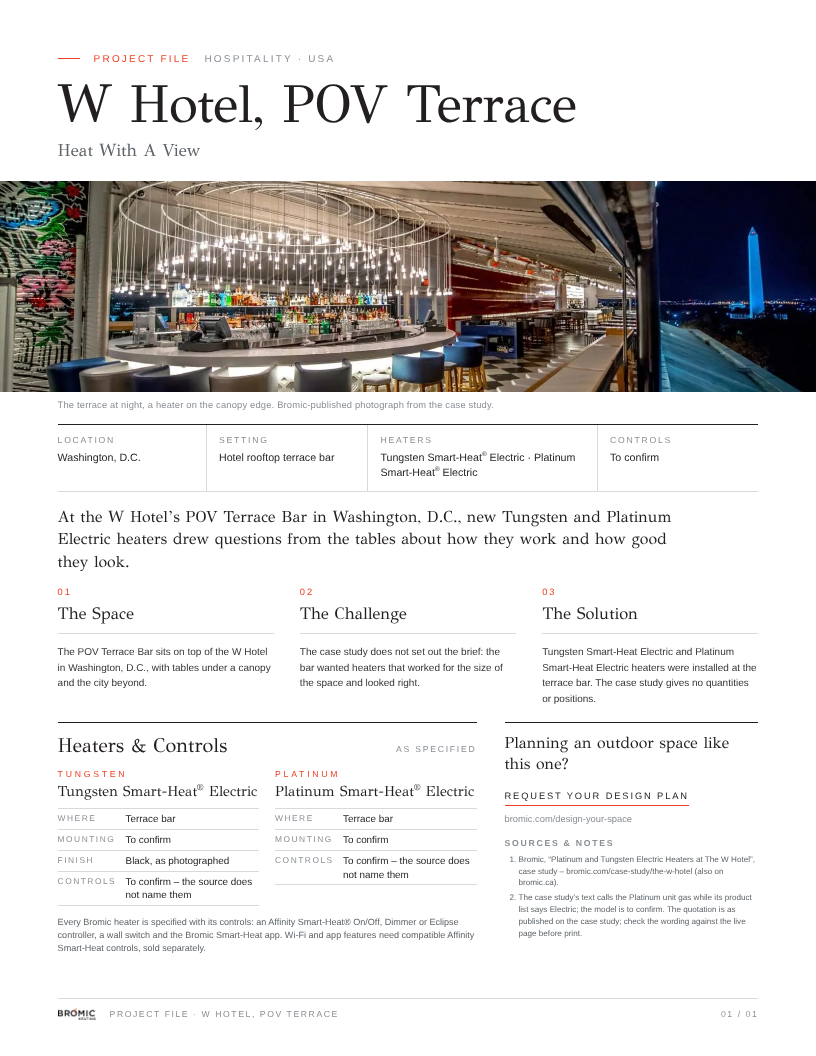 PROJECT FILE HOSPITALITY · USA
W Hotel, POV Terrace
Heat With A View
The terrace at night, a heater on the canopy edge. Bromic-published photograph from the case study.
LOCATION
Washington, D.C.
SETTING
Hotel rooftop terrace bar
HEATERS
Tungsten Smart-Heat® Electric · Platinum
Smart-Heat® Electric
CONTROLS
To confirm
At the W Hotel's POV Terrace Bar in Washington, D.C., new Tungsten and Platinum
Electric heaters drew questions from the tables about how they work and how good
they look.
01
The Space
The POV Terrace Bar sits on top of the W Hotel
in Washington, D.C., with tables under a canopy
and the city beyond.
02
The Challenge
The case study does not set out the brief: the
bar wanted heaters that worked for the size of
the space and looked right.
03
The Solution
Tungsten Smart-Heat Electric and Platinum
Smart-Heat Electric heaters were installed at the
terrace bar. The case study gives no quantities
or positions.
Heaters & Controls
AS SPECIFIED
TUNGSTEN
Tungsten Smart-Heat® Electric
WHERE Terrace bar
MOUNTING To confirm
FINISH Black, as photographed
CONTROLS To confirm – the source does
not name them
PLATINUM
Platinum Smart-Heat® Electric
WHERE Terrace bar
MOUNTING To confirm
CONTROLS To confirm – the source does
not name them
Every Bromic heater is specified with its controls: an Affinity Smart-Heat® On/Off, Dimmer or Eclipse
controller, a wall switch and the Bromic Smart-Heat app. Wi-Fi and app features need compatible Affinity
Smart-Heat controls, sold separately.
Planning an outdoor space like
this one?
REQUEST YOUR DESIGN PLAN
bromic.com/design-your-space
SOURCES & NOTES
1. Bromic, “Platinum and Tungsten Electric Heaters at The W Hotel”,
case study – bromic.com/case-study/the-w-hotel (also on
bromic.ca).
2. The case study's text calls the Platinum unit gas while its product
list says Electric; the model is to confirm. The quotation is as
published on the case study; check the wording against the live
page before print.
BROMIC
HEATING
PROJECT FILE · W HOTEL, POV TERRACE
01 / 01